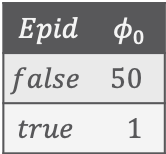 Epid ϕ₀
false 50
true 1